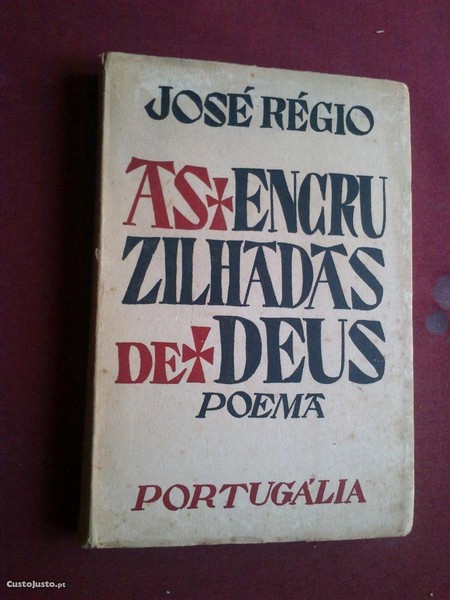 JOSÉ RÉGIO
AS ENCRU
ZILHADAS
DE DEUS
POEMA
PORTUGÁLIA
CustoJusto.pt